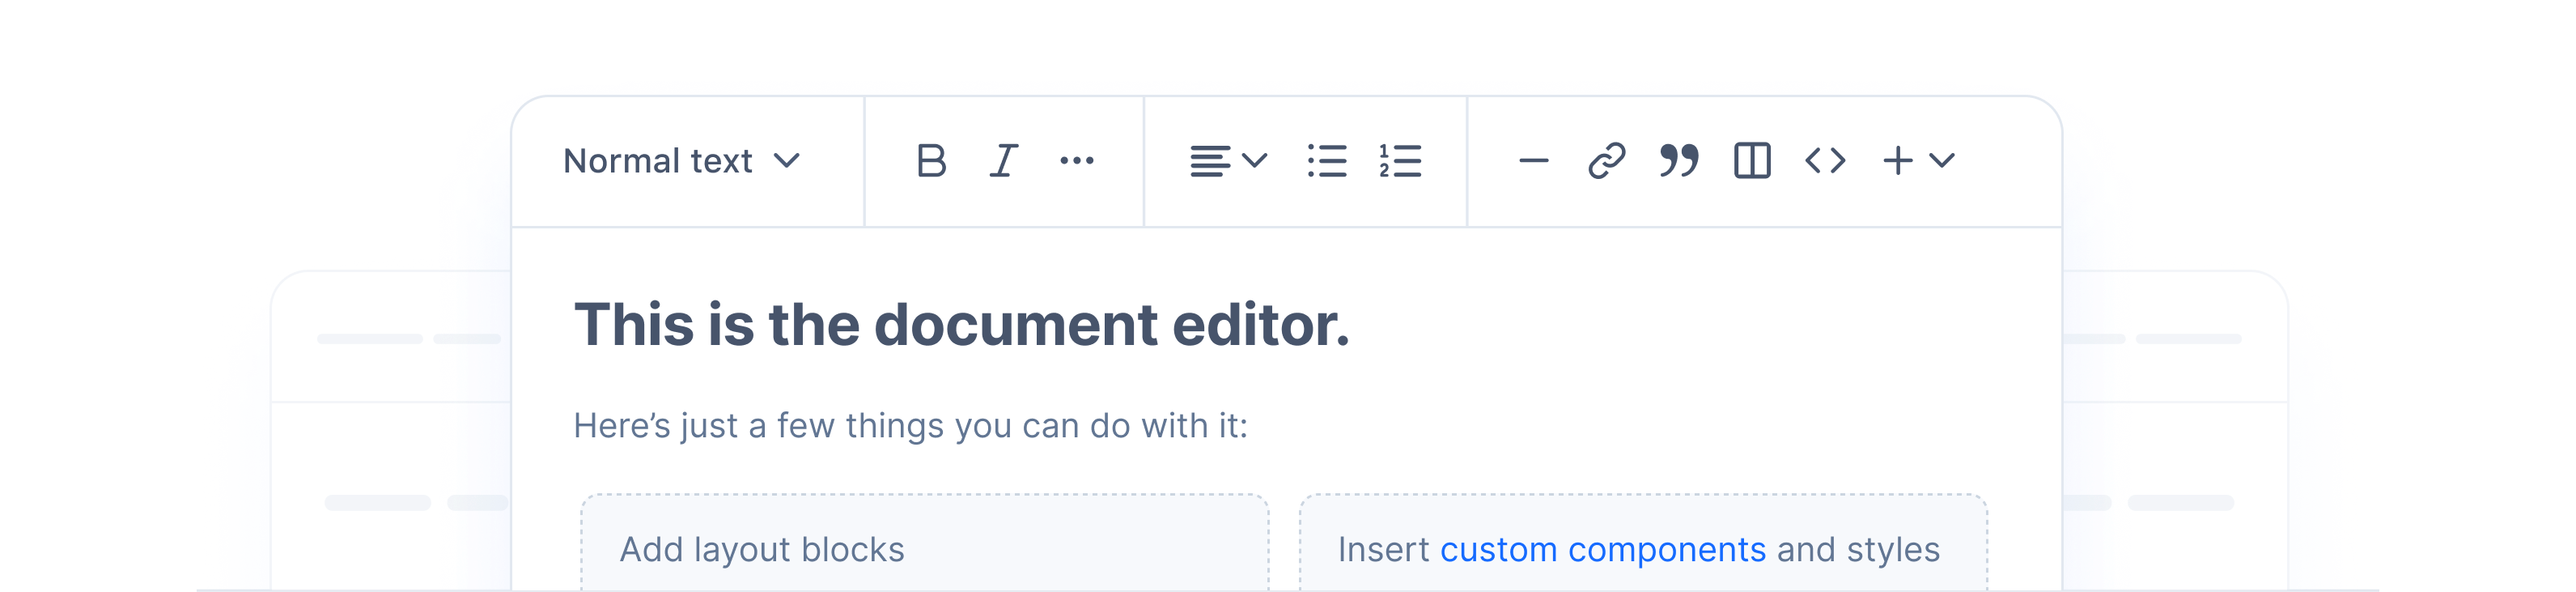 Normal text
This is the document editor.
Here’s just a few things you can do with it:
Add layout blocks
Insert custom components and styles